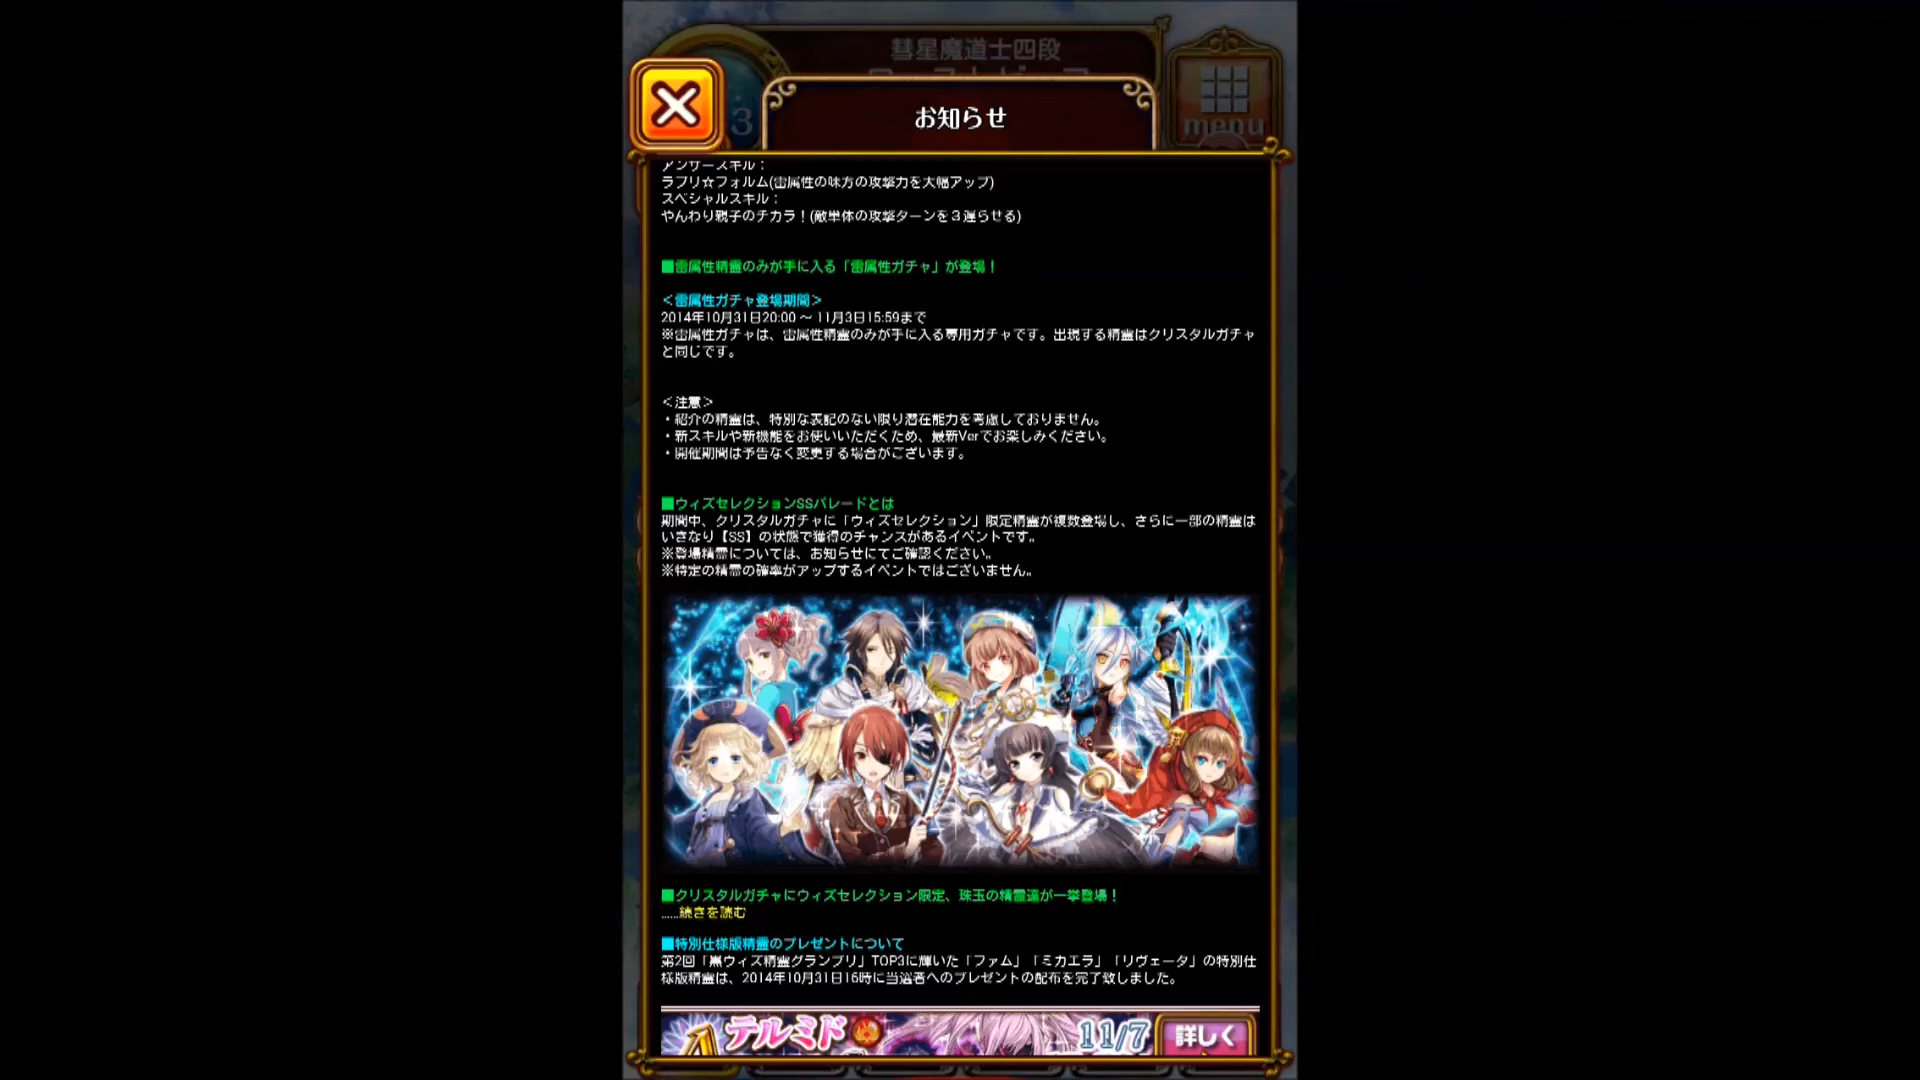 彗星魔道士四段
menu
3
お知らせ
アンサースキル：
ラブリ☆フォルム(雷属性の味方の攻撃力を大幅アップ)
スペシャルスキル：
やんわり親子のチカラ！(敵単体の攻撃ターンを３遅らせる)
■雷属性精霊のみが手に入る「雷属性ガチャ」が登場！
＜雷属性ガチャ登場期間＞
2014年10月31日20:00 ～ 11月3日15:59まで
※雷属性ガチャは、雷属性精霊のみが手に入る専用ガチャです。出現する精霊はクリスタルガチャ
と同じです。
＜注意＞
・紹介の精霊は、特別な表記のない限り潜在能力を考慮しておりません。
・新スキルや新機能をお使いいただくため、最新Verでお楽しみください。
・開催期間は予告なく変更する場合がございます。
■ウィズセレクションSSパレードとは
期間中、クリスタルガチャに「ウィズセレクション」限定精霊が複数登場し、さらに一部の精霊は
いきなり【SS】の状態で獲得のチャンスがあるイベントです。
※登場精霊については、お知らせにてご確認ください。
※特定の精霊の確率がアップするイベントではございません。
■クリスタルガチャにウィズセレクション限定、珠玉の精霊達が一挙登場！
......続きを読む
■特別仕様版精霊のプレゼントについて
第2回「黒ウィズ精霊グランプリ」TOP3に輝いた「ファム」「ミカエラ」「リヴェータ」の特別仕
様版精霊は、2014年10月31日16時に当選者へのプレゼントの配布を完了致しました。
テルミド
11/7
詳しく